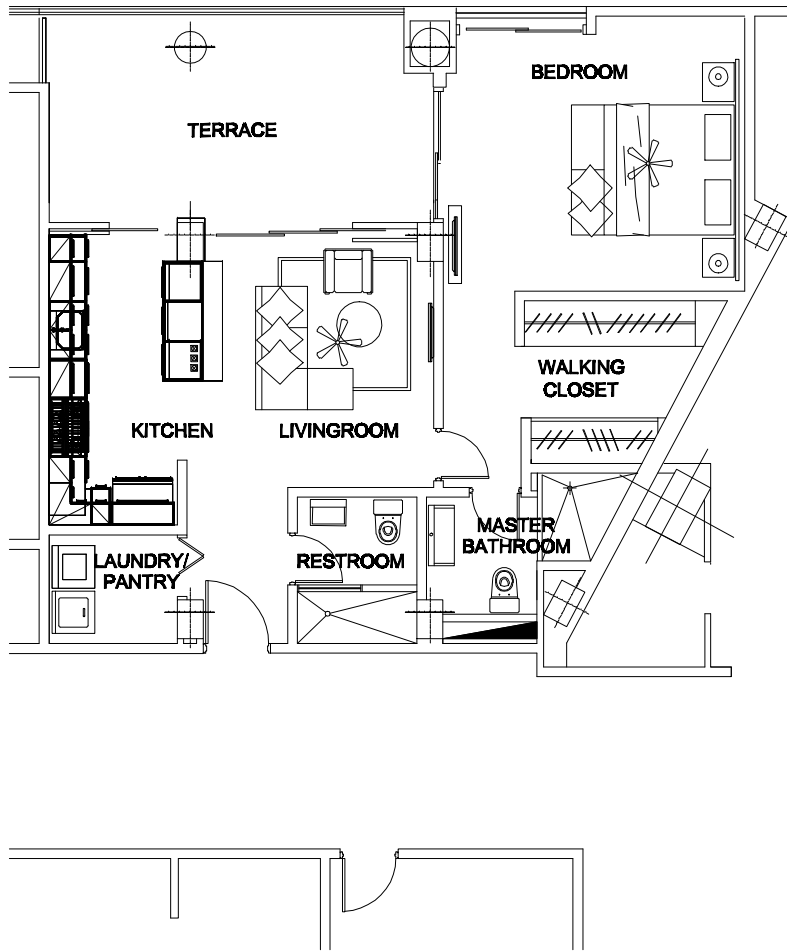 BEDROOM
TERRACE
WALKING
CLOSET
KITCHEN
LIVINGROOM
MASTER
BATHROOM
LAUNDRY/
PANTRY
RESTROOM